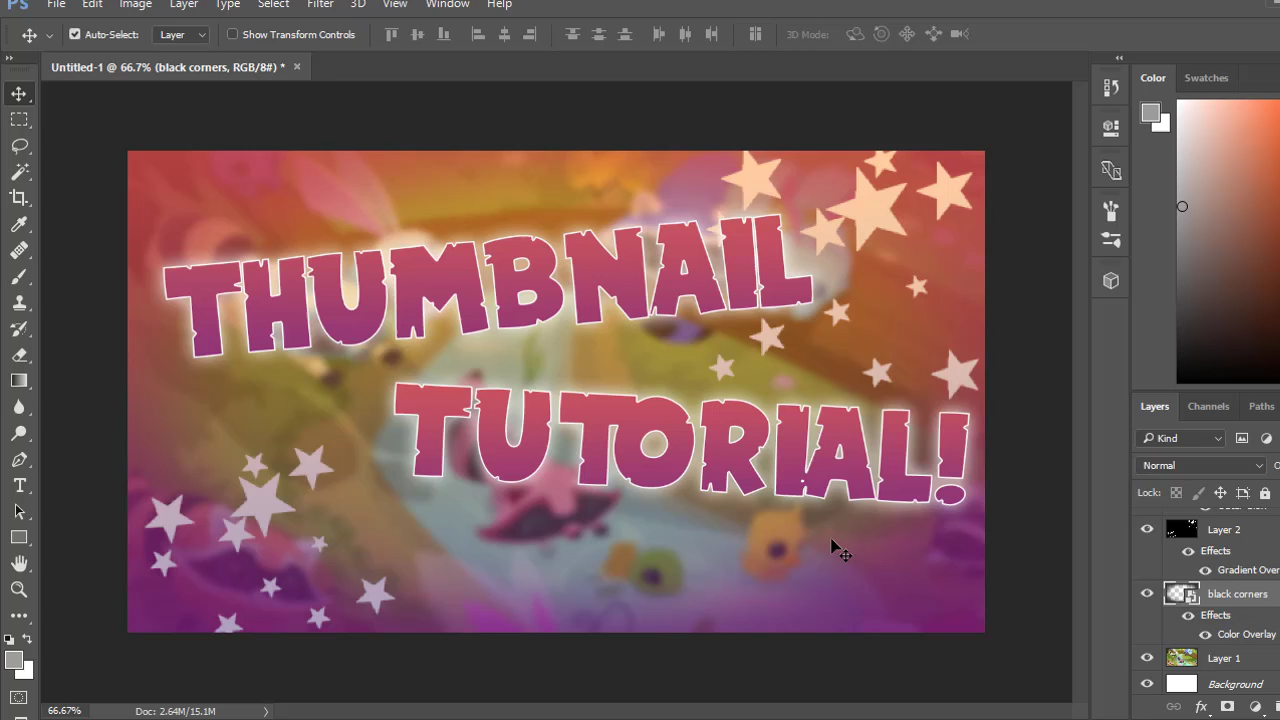 Ps File Edit Image Layer Type Select Filter 3D View Window Help
Auto-Select: Layer Show Transform Controls 3D Mode:
Untitled-1 @ 66.7% (black corners, RGB/8#) * ×
Color Swatches
THUMBNAIL
TUTORIAL!
Layers Channels Paths
Kind
Normal
Lock:
Layer 2
Effects
Gradient Over
black corners
Effects
Color Overlay
Layer 1
Background
fx
66.67% Doc: 2.64M/15.1M